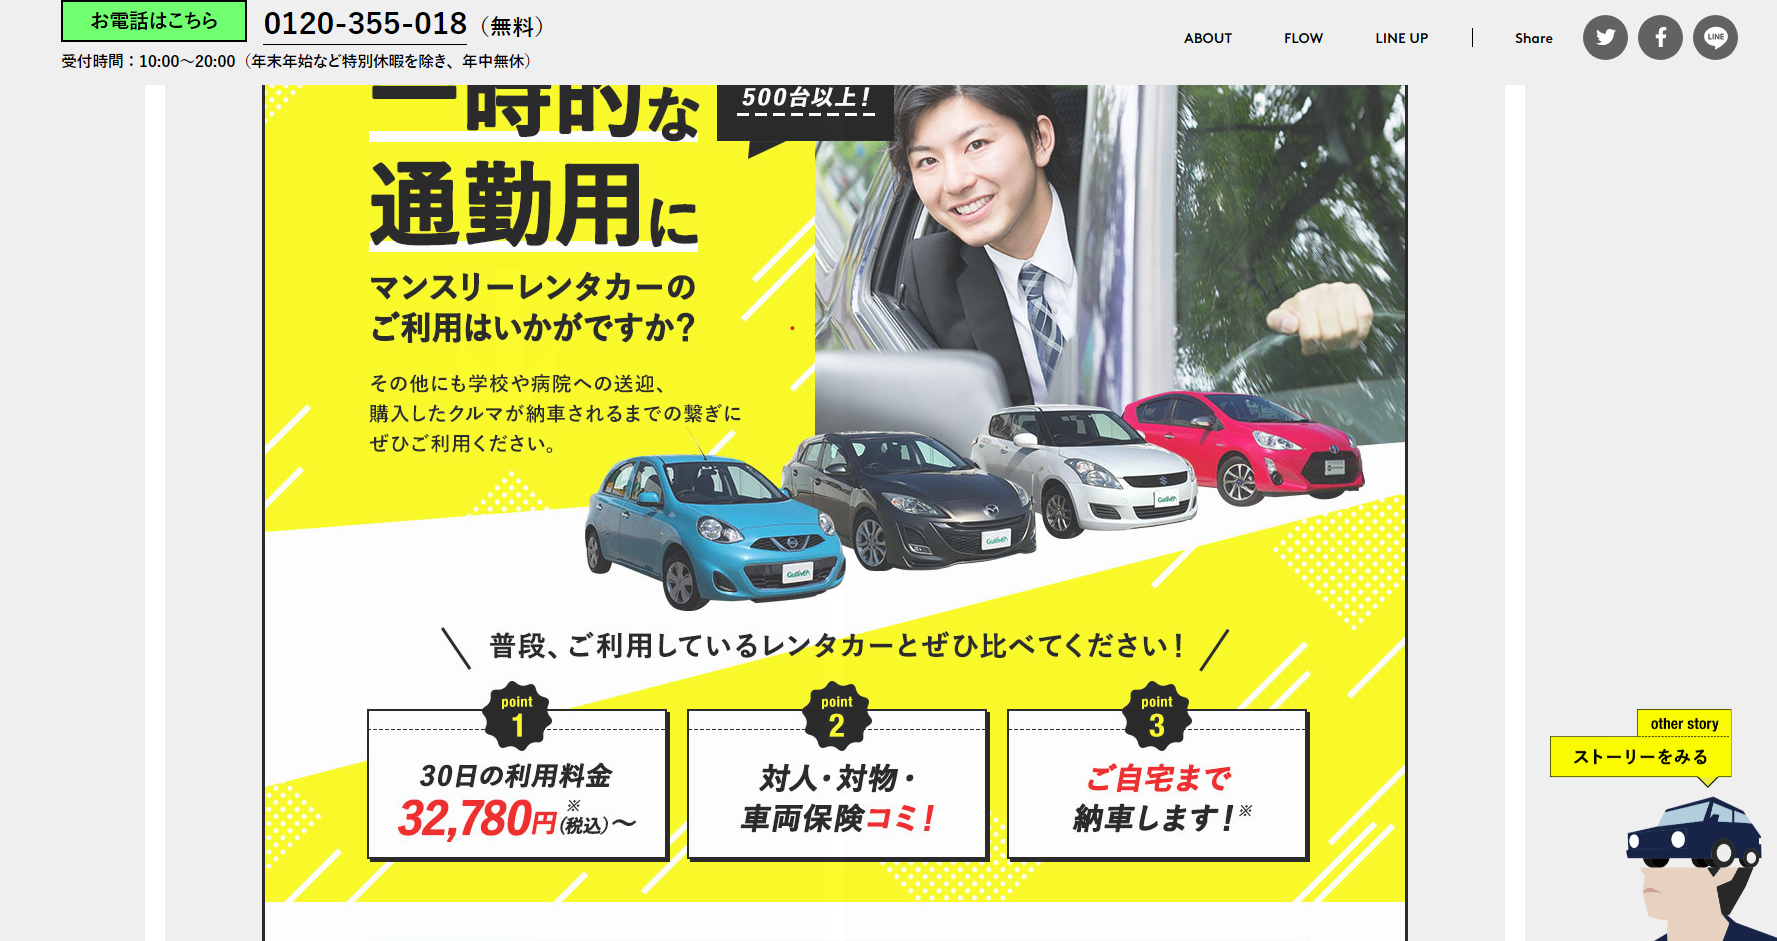 お電話はこちら
0120-355-018（無料）
受付時間：10:00～20:00（年末年始など特別休暇を除き、年中無休）
ABOUT
FLOW
LINE UP
Share
LINE
一時的な
500台以上！
通勤用に
マンスリーレンタカーの
ご利用はいかがですか？
その他にも学校や病院への送迎、
購入したクルマが納車されるまでの繋ぎに
ぜひご利用ください。
Gulliver
Gulliver
Gulliver
普段、ご利用しているレンタカーとぜひ比べてください！
point
1
30日の利用料金
32,780円(税込)※～
point
2
対人・対物・
車両保険コミ！
point
3
ご自宅まで
納車します！※
other story
ストーリーをみる